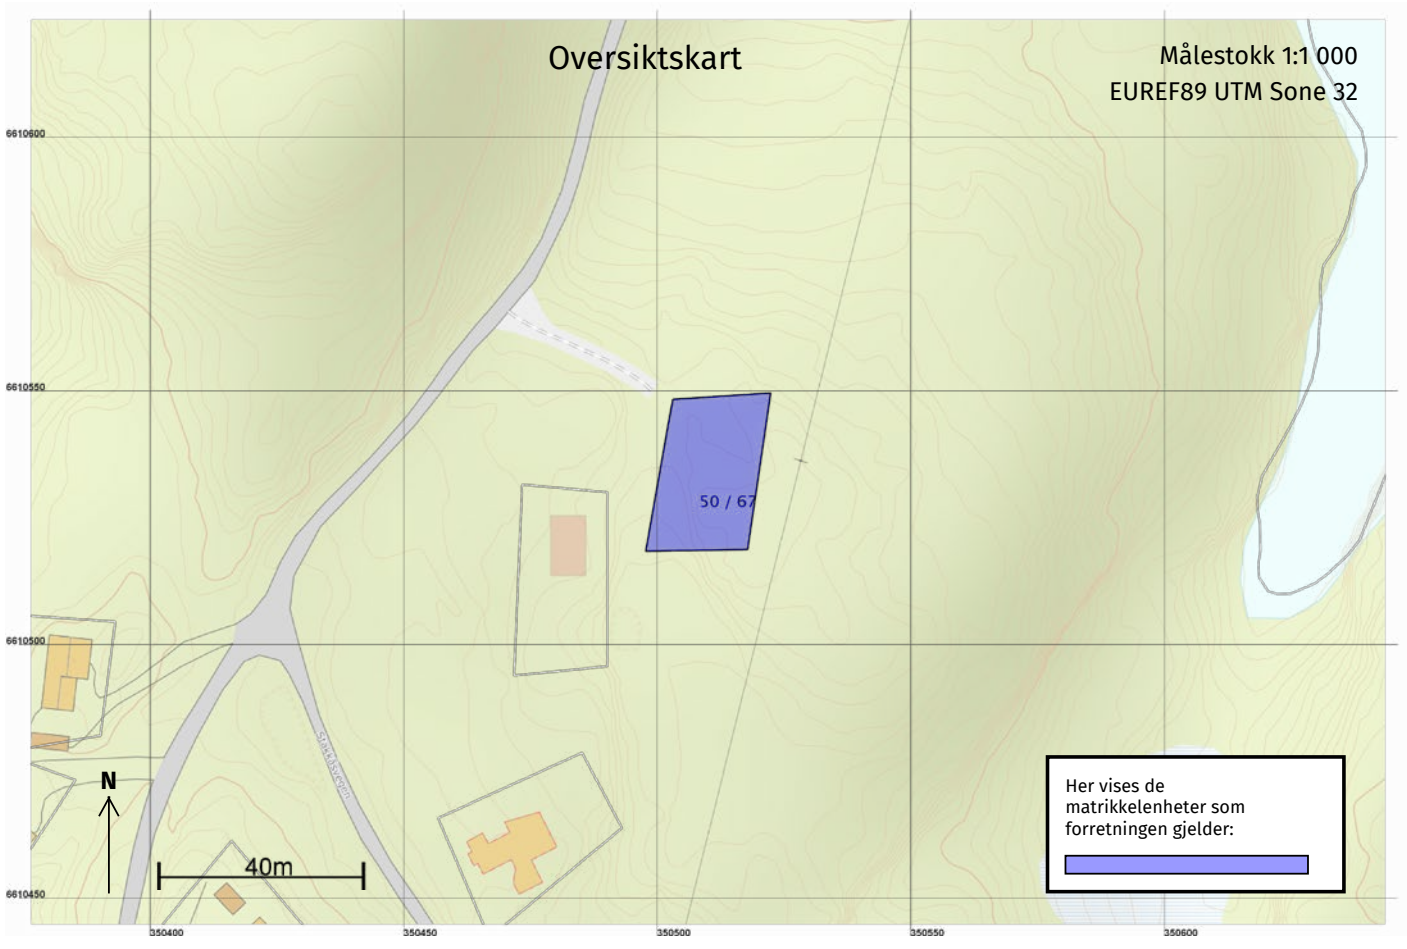 Oversiktskart
Målestokk 1:1 000
EUREF89 UTM Sone 32
6610600
6610550
50 / 67
6610500
Stakkåsvegen
N
40m
Her vises de
matrikkelenheter som
forretningen gjelder:
6610450
350400
350450
350500
350550
350600